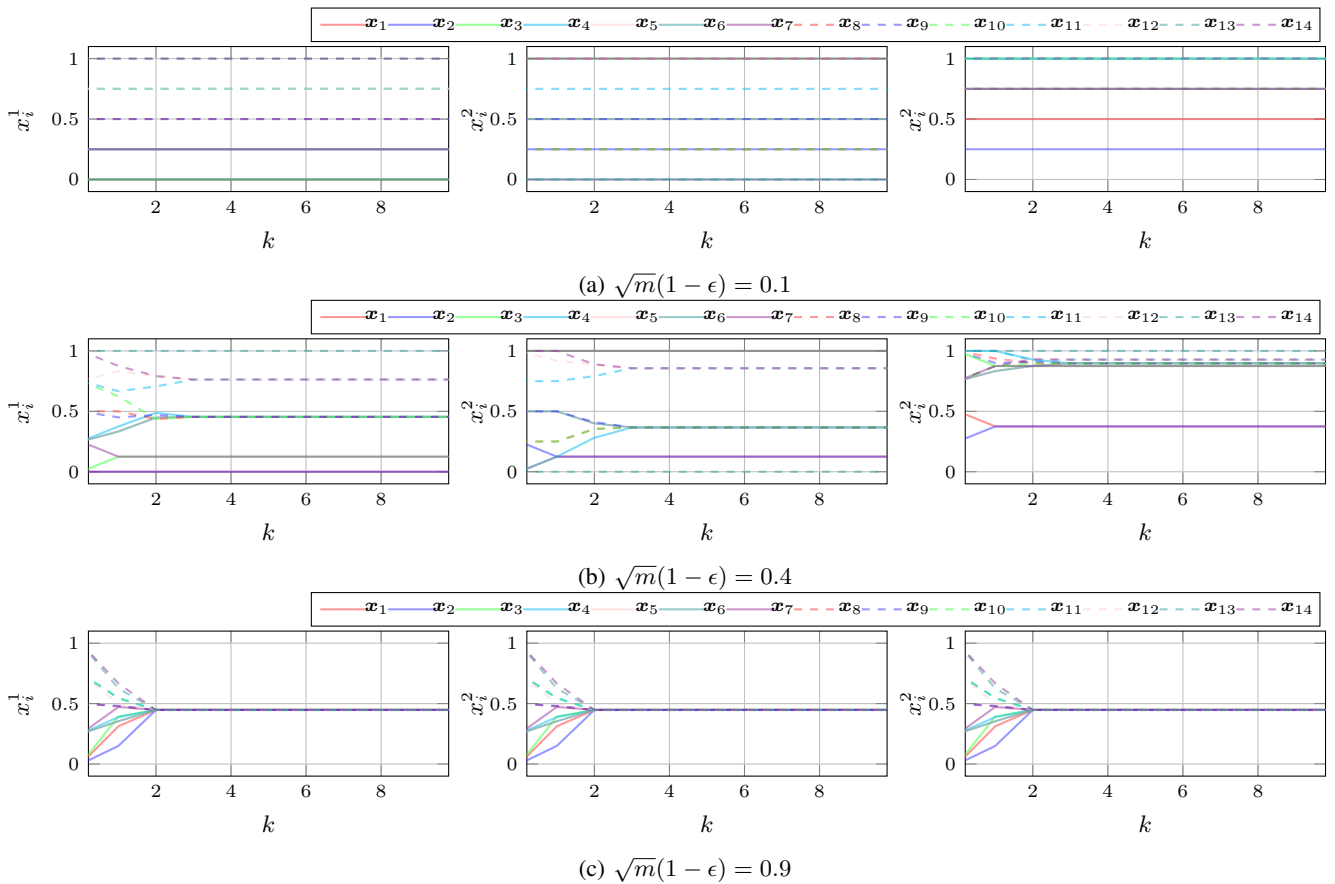 x₁ x₂ x₃ x₄ x₅ x₆ x₇ x₈ x₉ x₁₀ x₁₁ x₁₂ x₁₃ x₁₄
1 0.5 0 x_i^1 2 4 6 8 k
1 0.5 0 x_i^2 2 4 6 8 k
1 0.5 0 x_i^2 2 4 6 8 k
(a) √m(1 − ϵ) = 0.1
x₁ x₂ x₃ x₄ x₅ x₆ x₇ x₈ x₉ x₁₀ x₁₁ x₁₂ x₁₃ x₁₄
1 0.5 0 x_i^1 2 4 6 8 k
1 0.5 0 x_i^2 2 4 6 8 k
1 0.5 0 x_i^2 2 4 6 8 k
(b) √m(1 − ϵ) = 0.4
x₁ x₂ x₃ x₄ x₅ x₆ x₇ x₈ x₉ x₁₀ x₁₁ x₁₂ x₁₃ x₁₄
1 0.5 0 x_i^1 2 4 6 8 k
1 0.5 0 x_i^2 2 4 6 8 k
1 0.5 0 x_i^2 2 4 6 8 k
(c) √m(1 − ϵ) = 0.9